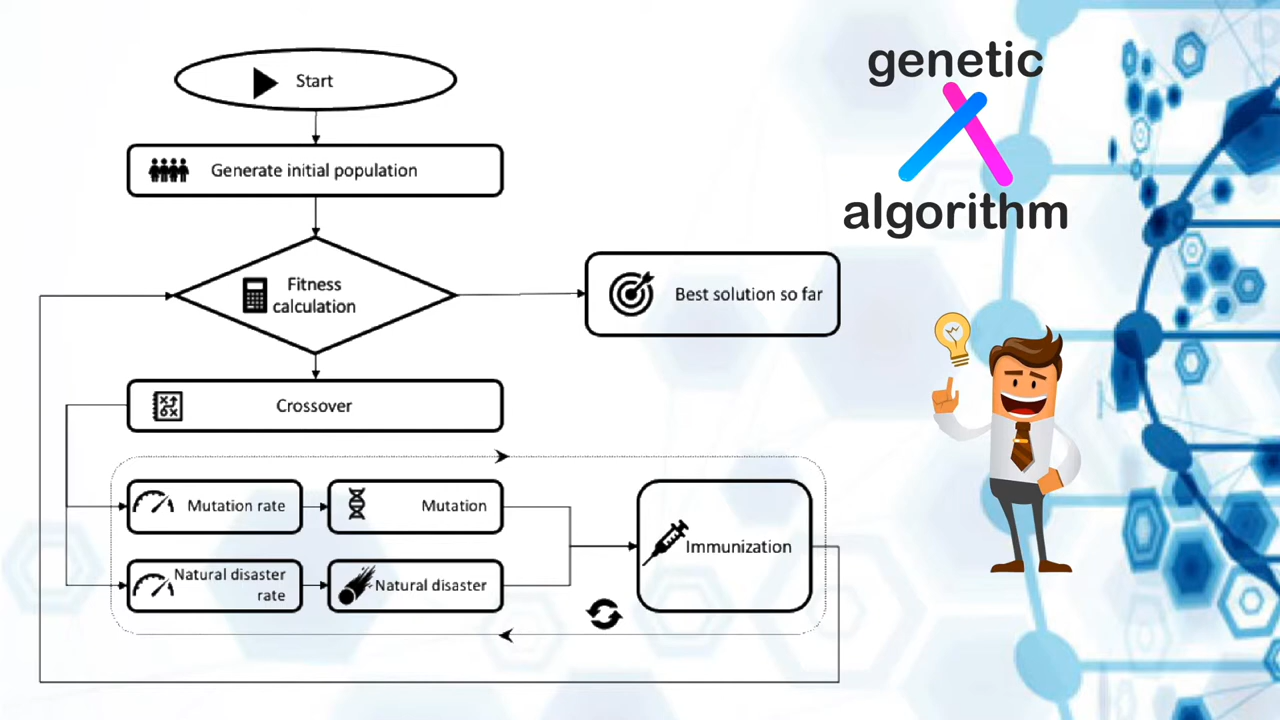 genetic
algorithm
Start
Generate initial population
Fitness
calculation
Best solution so far
Crossover
Mutation rate
Mutation
Immunization
Natural disaster
rate
Natural disaster